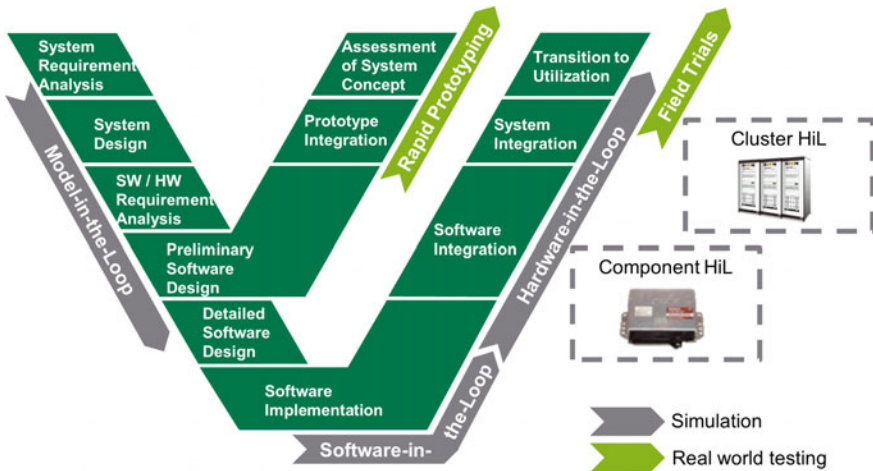 System
Requirement
Analysis
System
Design
SW / HW
Requirement
Analysis
Preliminary
Software
Design
Detailed
Software
Design
Software
Implementation
Assessment
of System
Concept
Prototype
Integration
Transition to
Utilization
System
Integration
Software
Integration
Model-in-the-Loop
Software-in-
the-Loop
Hardware-in-the-Loop
Rapid Prototyping
Field Trials
Cluster HiL
Component HiL
Simulation
Real world testing